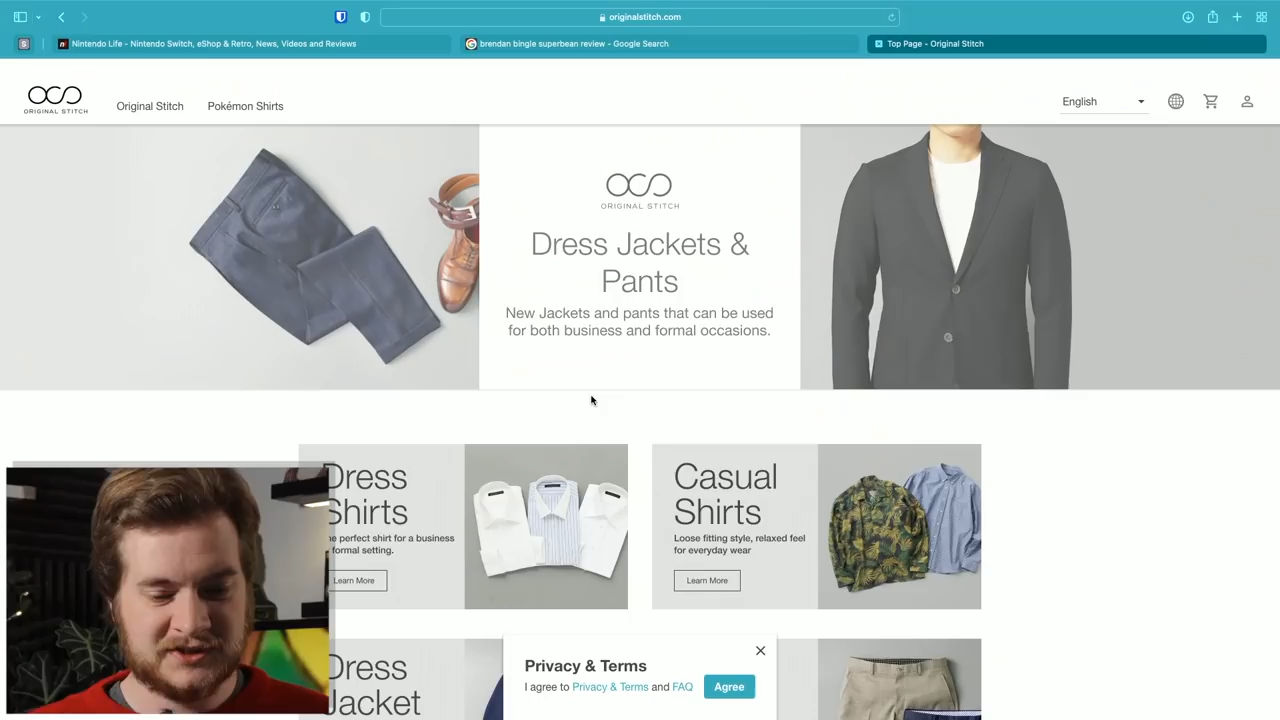 originalstitch.com
S
Nintendo Life - Nintendo Switch, eShop & Retro, News, Videos and Reviews
brendan bingle superbean review - Google Search
Top Page - Original Stitch
ORIGINAL STITCH
Original Stitch
Pokémon Shirts
English
ORIGINAL STITCH
Dress Jackets &
Pants
New Jackets and pants that can be used
for both business and formal occasions.
Dress
Shirts
perfect shirt for a business
formal setting.
Learn More
Casual
Shirts
Loose fitting style, relaxed feel
for everyday wear
Learn More
Dress
Jacket
Privacy & Terms
I agree to Privacy & Terms and FAQ
Agree